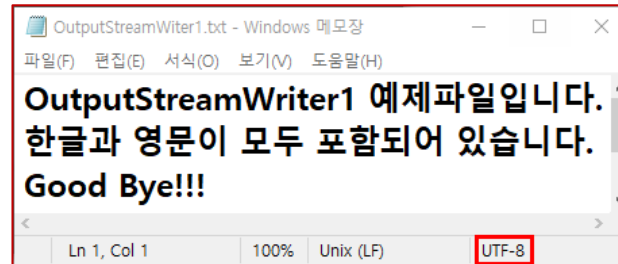 OutputStreamWiter1.txt - Windows 메모장
파일(F) 편집(E) 서식(O) 보기(V) 도움말(H)
OutputStreamWriter1 예제파일입니다.
한글과 영문이 모두 포함되어 있습니다.
Good Bye!!!
Ln 1, Col 1 100% Unix (LF) UTF-8